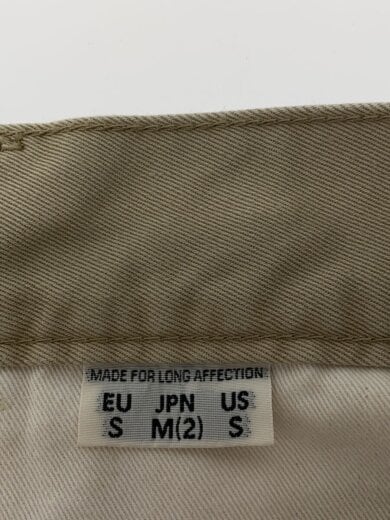 MADE FOR LONG AFFECTION
EU JPN US
S M(2) S